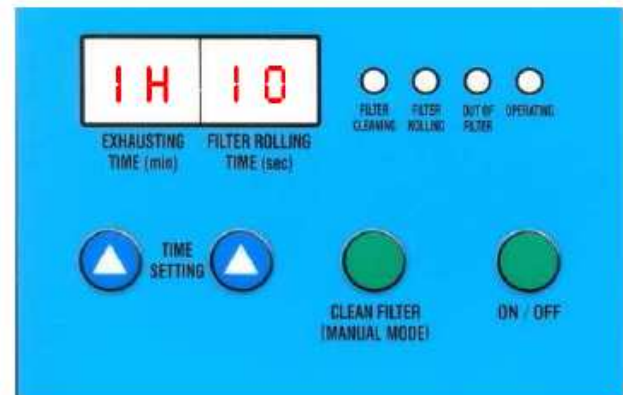 1H 10
EXHAUSTING TIME (min)
FILTER ROLLING TIME (sec)
FILTER CLEANING
FILTER ROLLING
OUT OF FILTER
OPERATING
TIME SETTING
CLEAN FILTER
(MANUAL MODE)
ON / OFF